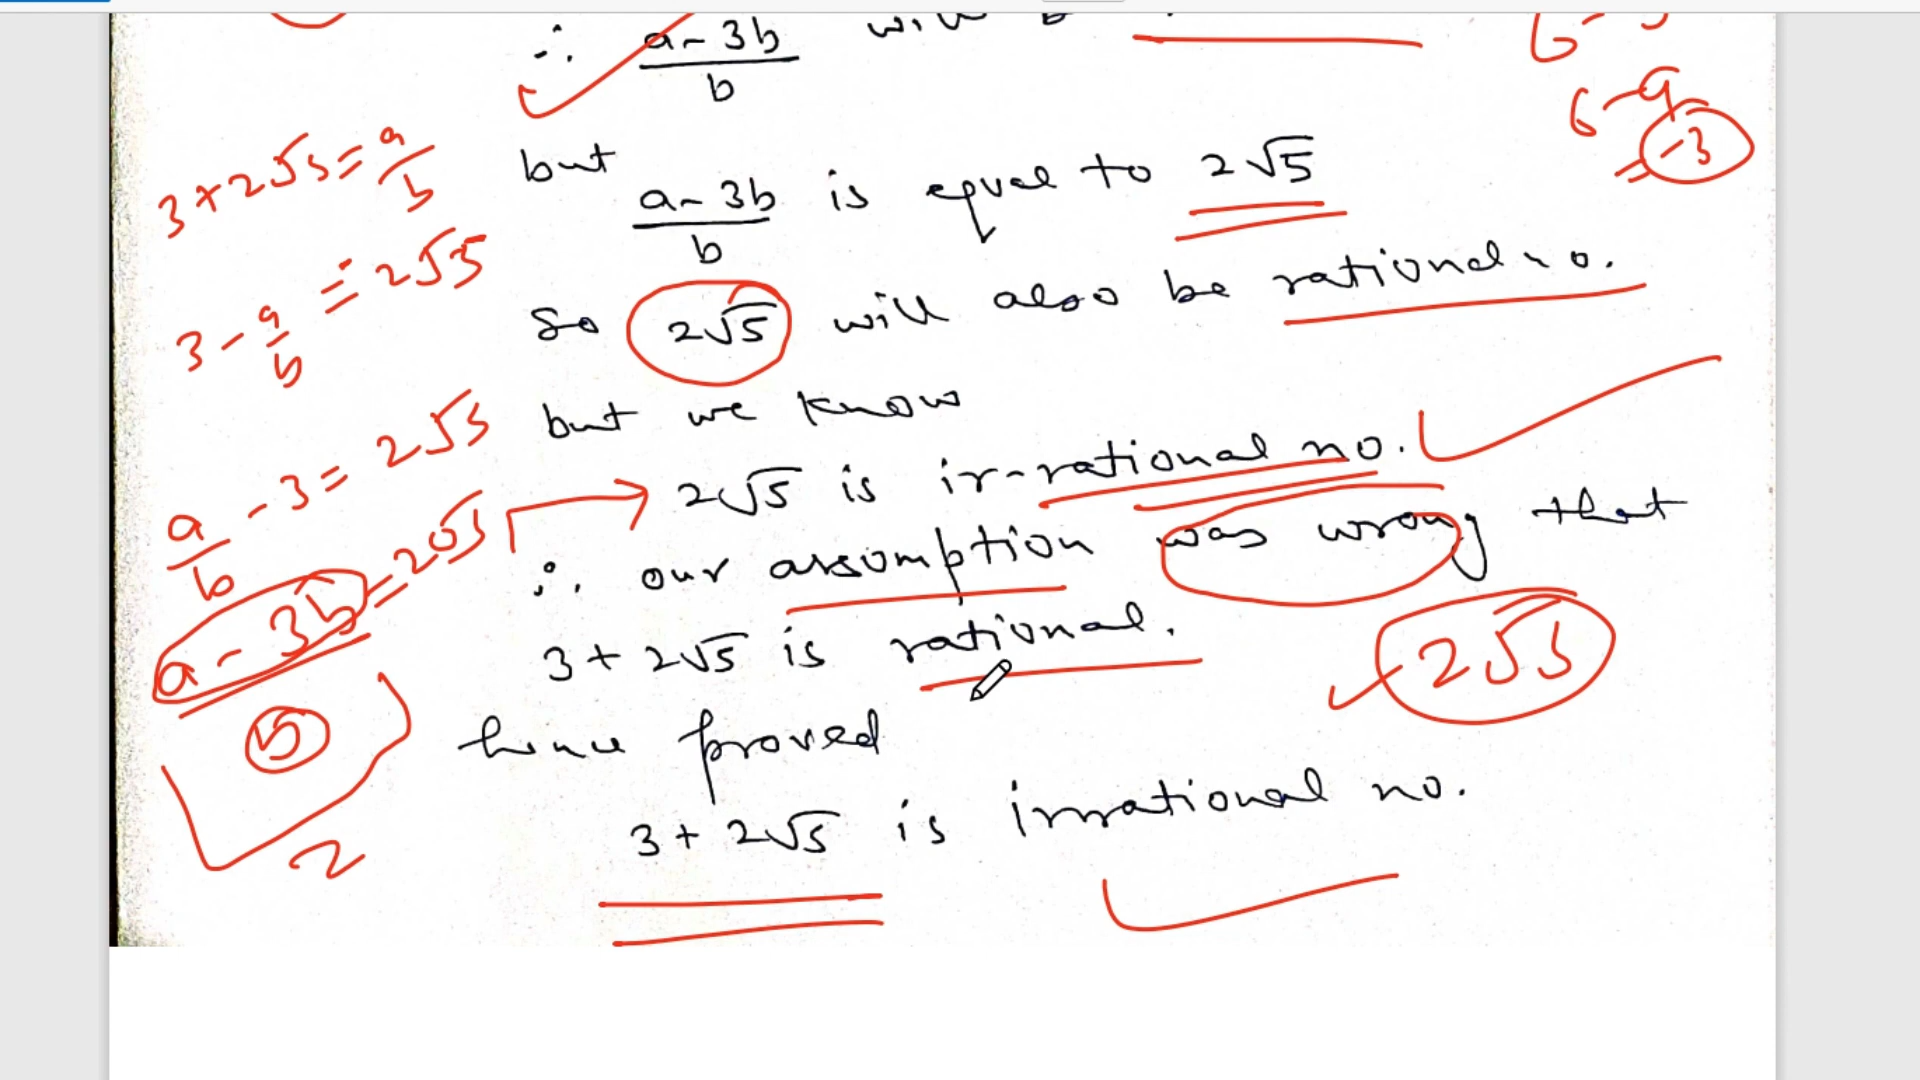 ∴ a-3b/b will
but a-3b/b is equal to 2√5
so 2√5 will also be rational no.
but we know
2√5 is ir-rational no.
∴ our assumption was wrong that
3 + 2√5 is rational.
hence proved
3 + 2√5 is irrational no.
3+2√5 = a/b
3 - a/b = 2√5
a/b - 3 = 2√5
a-3b/b = 2√5
2
6-9
= -3
2√5